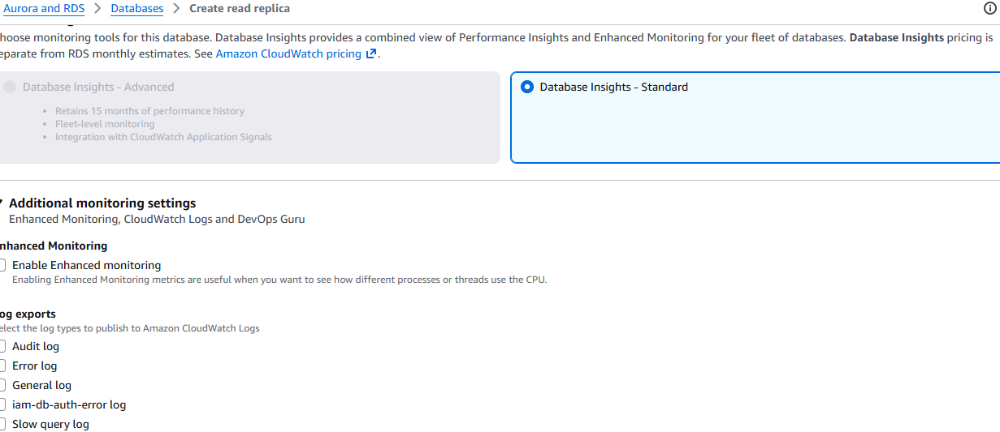 Aurora and RDS > Databases > Create read replica
hoose monitoring tools for this database. Database Insights provides a combined view of Performance Insights and Enhanced Monitoring for your fleet of databases. Database Insights pricing is
eparate from RDS monthly estimates. See Amazon CloudWatch pricing.
Database Insights - Advanced
• Retains 15 months of performance history
• Fleet-level monitoring
• Integration with CloudWatch Application Signals
Database Insights - Standard
Additional monitoring settings
Enhanced Monitoring, CloudWatch Logs and DevOps Guru
nhanced Monitoring
Enable Enhanced monitoring
Enabling Enhanced Monitoring metrics are useful when you want to see how different processes or threads use the CPU.
og exports
elect the log types to publish to Amazon CloudWatch Logs
Audit log
Error log
General log
iam-db-auth-error log
Slow query log